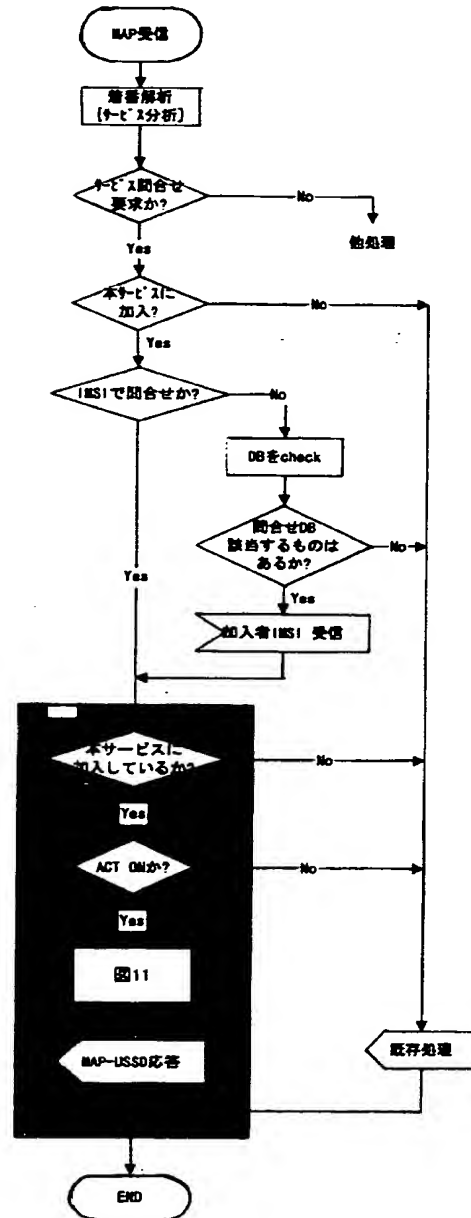 MAP受信
着番解析
[ｻｰﾋﾞｽ分析]
ｻｰﾋﾞｽ問合せ
要求か?
No
他処理
Yes
本ｻｰﾋﾞｽに
加入?
No
Yes
IMSIで問合せか?
No
DBをcheck
問合せDB
該当するものは
あるか?
No
Yes
Yes
加入者IMSI 受信
本サービスに
加入しているか?
No
Yes
ACT ONか?
No
Yes
図11
MAP-USSD応答
既存処理
END